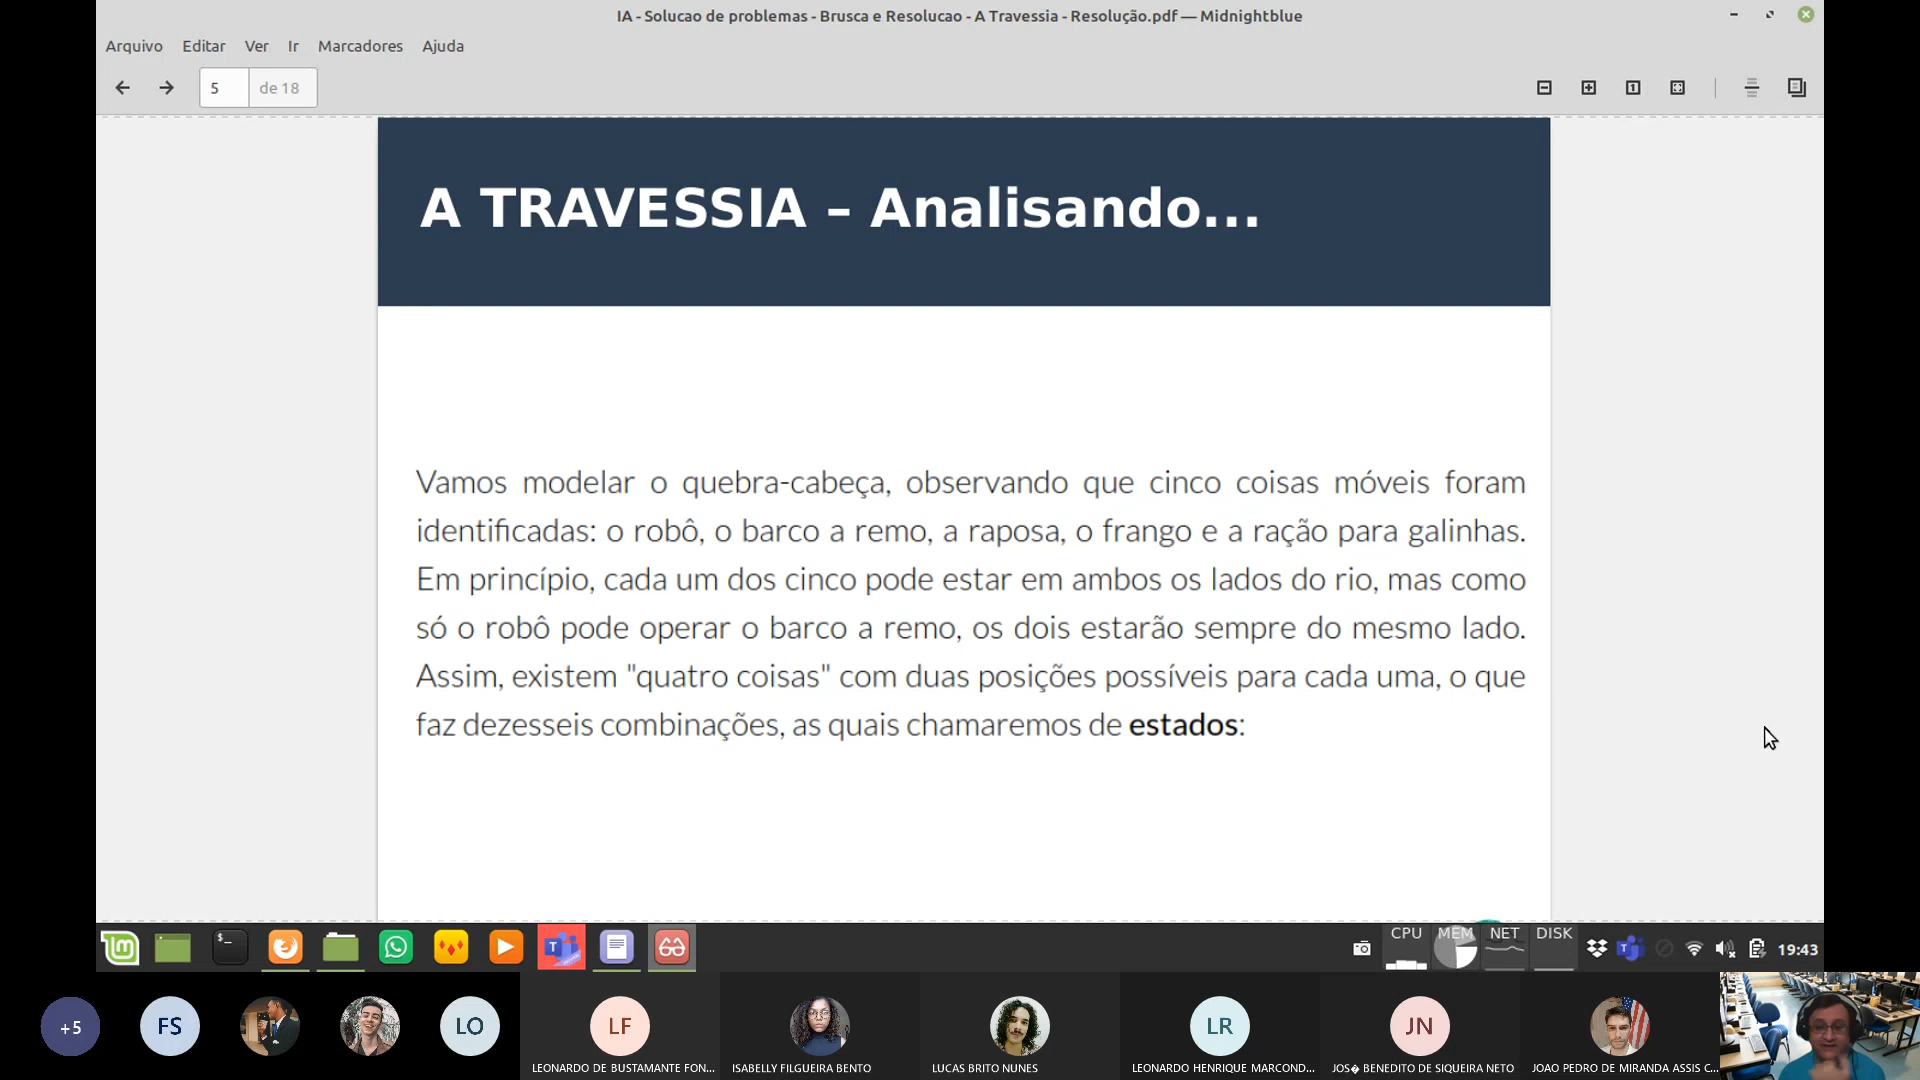 IA - Solucao de problemas - Brusca e Resolucao - A Travessia - Resolução.pdf — Midnightblue
Arquivo Editar Ver Ir Marcadores Ajuda
5 de 18
A TRAVESSIA – Analisando...
Vamos modelar o quebra-cabeça, observando que cinco coisas móveis foram
identificadas: o robô, o barco a remo, a raposa, o frango e a ração para galinhas.
Em princípio, cada um dos cinco pode estar em ambos os lados do rio, mas como
só o robô pode operar o barco a remo, os dois estarão sempre do mesmo lado.
Assim, existem "quatro coisas" com duas posições possíveis para cada uma, o que
faz dezesseis combinações, as quais chamaremos de estados:
CPU MEM NET DISK
19:43
+5 FS LO LF LR JN
LEONARDO DE BUSTAMANTE FON... ISABELLY FILGUEIRA BENTO LUCAS BRITO NUNES LEONARDO HENRIQUE MARCOND... JOS� BENEDITO DE SIQUEIRA NETO JOAO PEDRO DE MIRANDA ASSIS C...